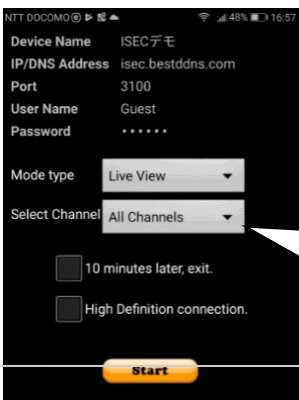 NTT DOCOMO 48% 16:57
Device Name ISECデモ
IP/DNS Address isec.bestddns.com
Port 3100
User Name Guest
Password ••••••
Mode type Live View
Select Channel All Channels
10 minutes later, exit.
High Definition connection.
Start